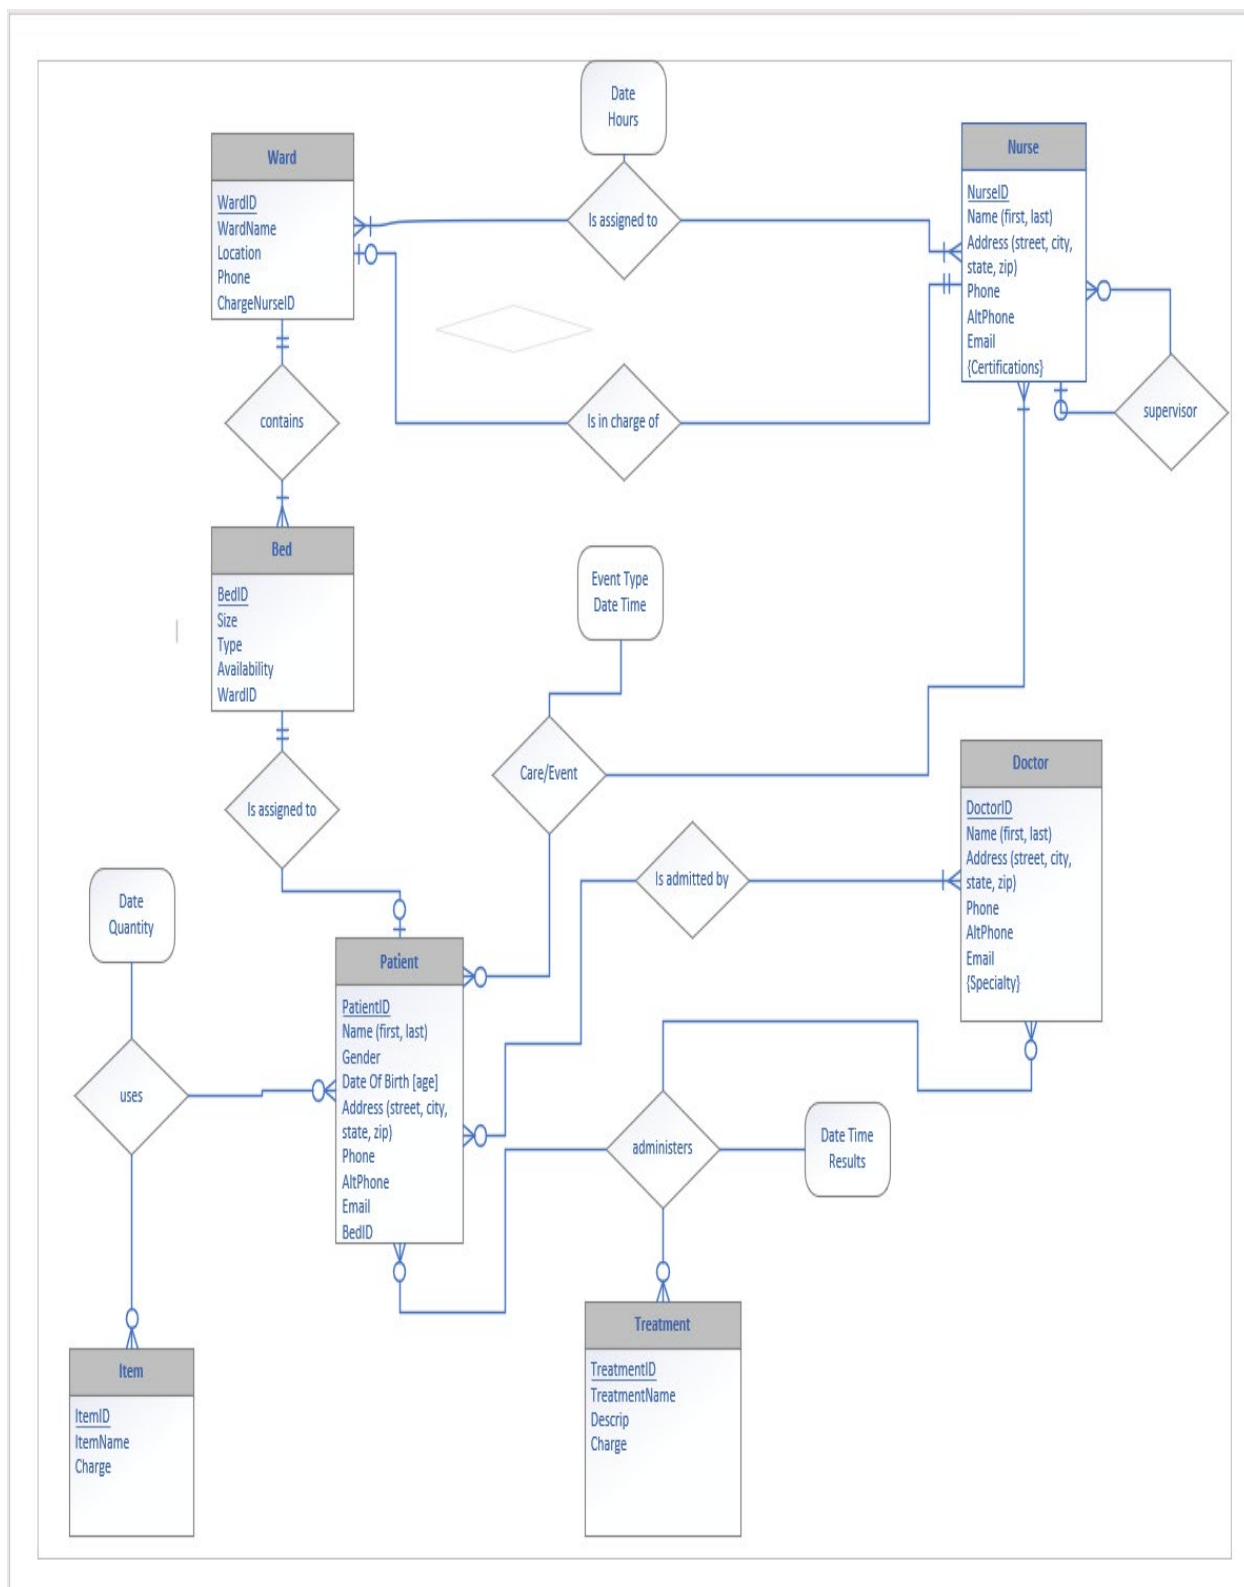 Date
Hours
Ward
WardID
WardName
Location
Phone
ChargeNurseID
Is assigned to
Nurse
NurseID
Name (first, last)
Address (street, city,
state, zip)
Phone
AltPhone
Email
{Certifications}
contains
Is in charge of
supervisor
Bed
BedID
Size
Type
Availability
WardID
Event Type
Date Time
Care/Event
Is assigned to
Doctor
DoctorID
Name (first, last)
Address (street, city,
state, zip)
Phone
AltPhone
Email
{Specialty}
Is admitted by
Date
Quantity
Patient
PatientID
Name (first, last)
Gender
Date Of Birth [age]
Address (street, city,
state, zip)
Phone
AltPhone
Email
BedID
uses
administers
Date Time
Results
Item
ItemID
ItemName
Charge
Treatment
TreatmentID
TreatmentName
Descrip
Charge